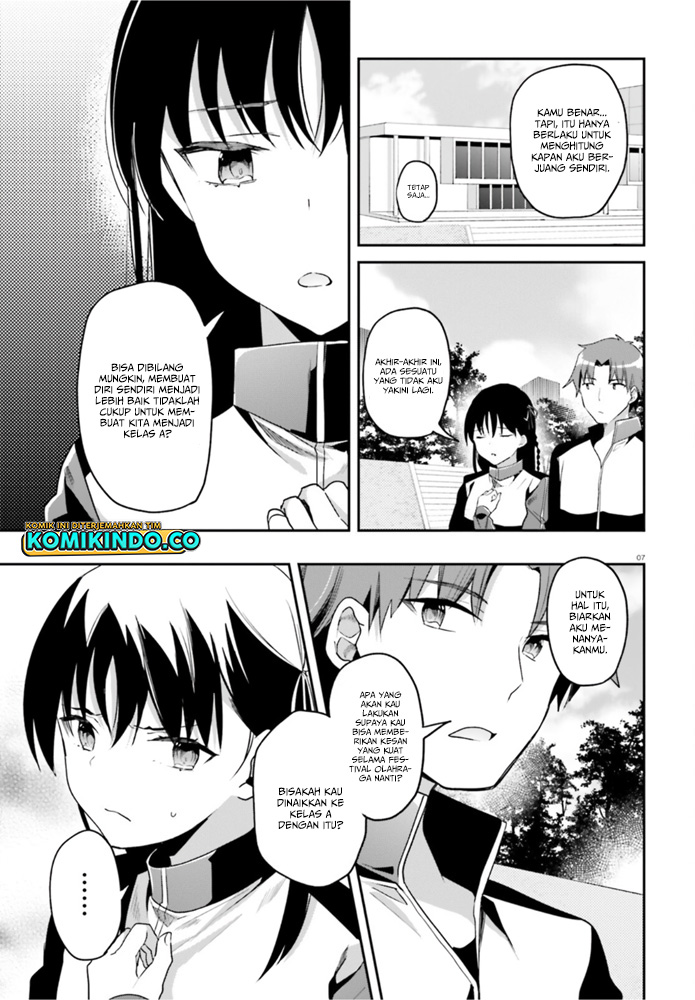 KAMU BENAR...
TAPI, ITU HANYA
BERLAKU UNTUK
MENGHITUNG
KAPAN AKU BER-
JUANG SENDIRI.
TETAP
SAJA...
AKHIR-AKHIR INI,
ADA SESUATU
YANG TIDAK AKU
YAKINI LAGI.
BISA DIBILANG
MUNGKIN, MEMBUAT
DIRI SENDIRI MENJADI
LEBIH BAIK TIDAKLAH
CUKUP UNTUK MEM-
BUAT KITA MENJADI
KELAS A?
KOMIK INI DITERJEMAHKAN TIM
KOMIKINDO.CO
07
UNTUK
HAL ITU,
BIARKAN
AKU ME-
NANYA-
KANMU.
APA YANG
AKAN KAU
LAKUKAN
SUPAYA KAU
BISA MEMBE-
RIKAN KESAN
YANG KUAT
SELAMA FES-
TIVAL OLAHRA-
GA NANTI?
BISAKAH KAU
DINAIKKAN KE
KELAS A
DENGAN ITU?
......